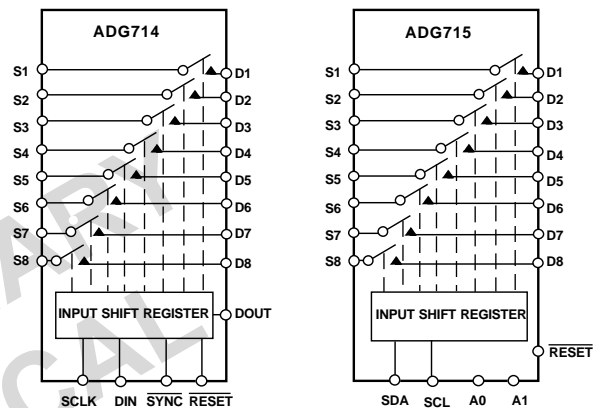 ADG714
S1
D1
S2
D2
S3
D3
S4
D4
S5
D5
S6
D6
S7
D7
S8
D8
INPUT SHIFT REGISTER
DOUT
SCLK DIN SYNC RESET
ADG715
S1
D1
S2
D2
S3
D3
S4
D4
S5
D5
S6
D6
S7
D7
S8
D8
INPUT SHIFT REGISTER
RESET
SDA SCL A0 A1